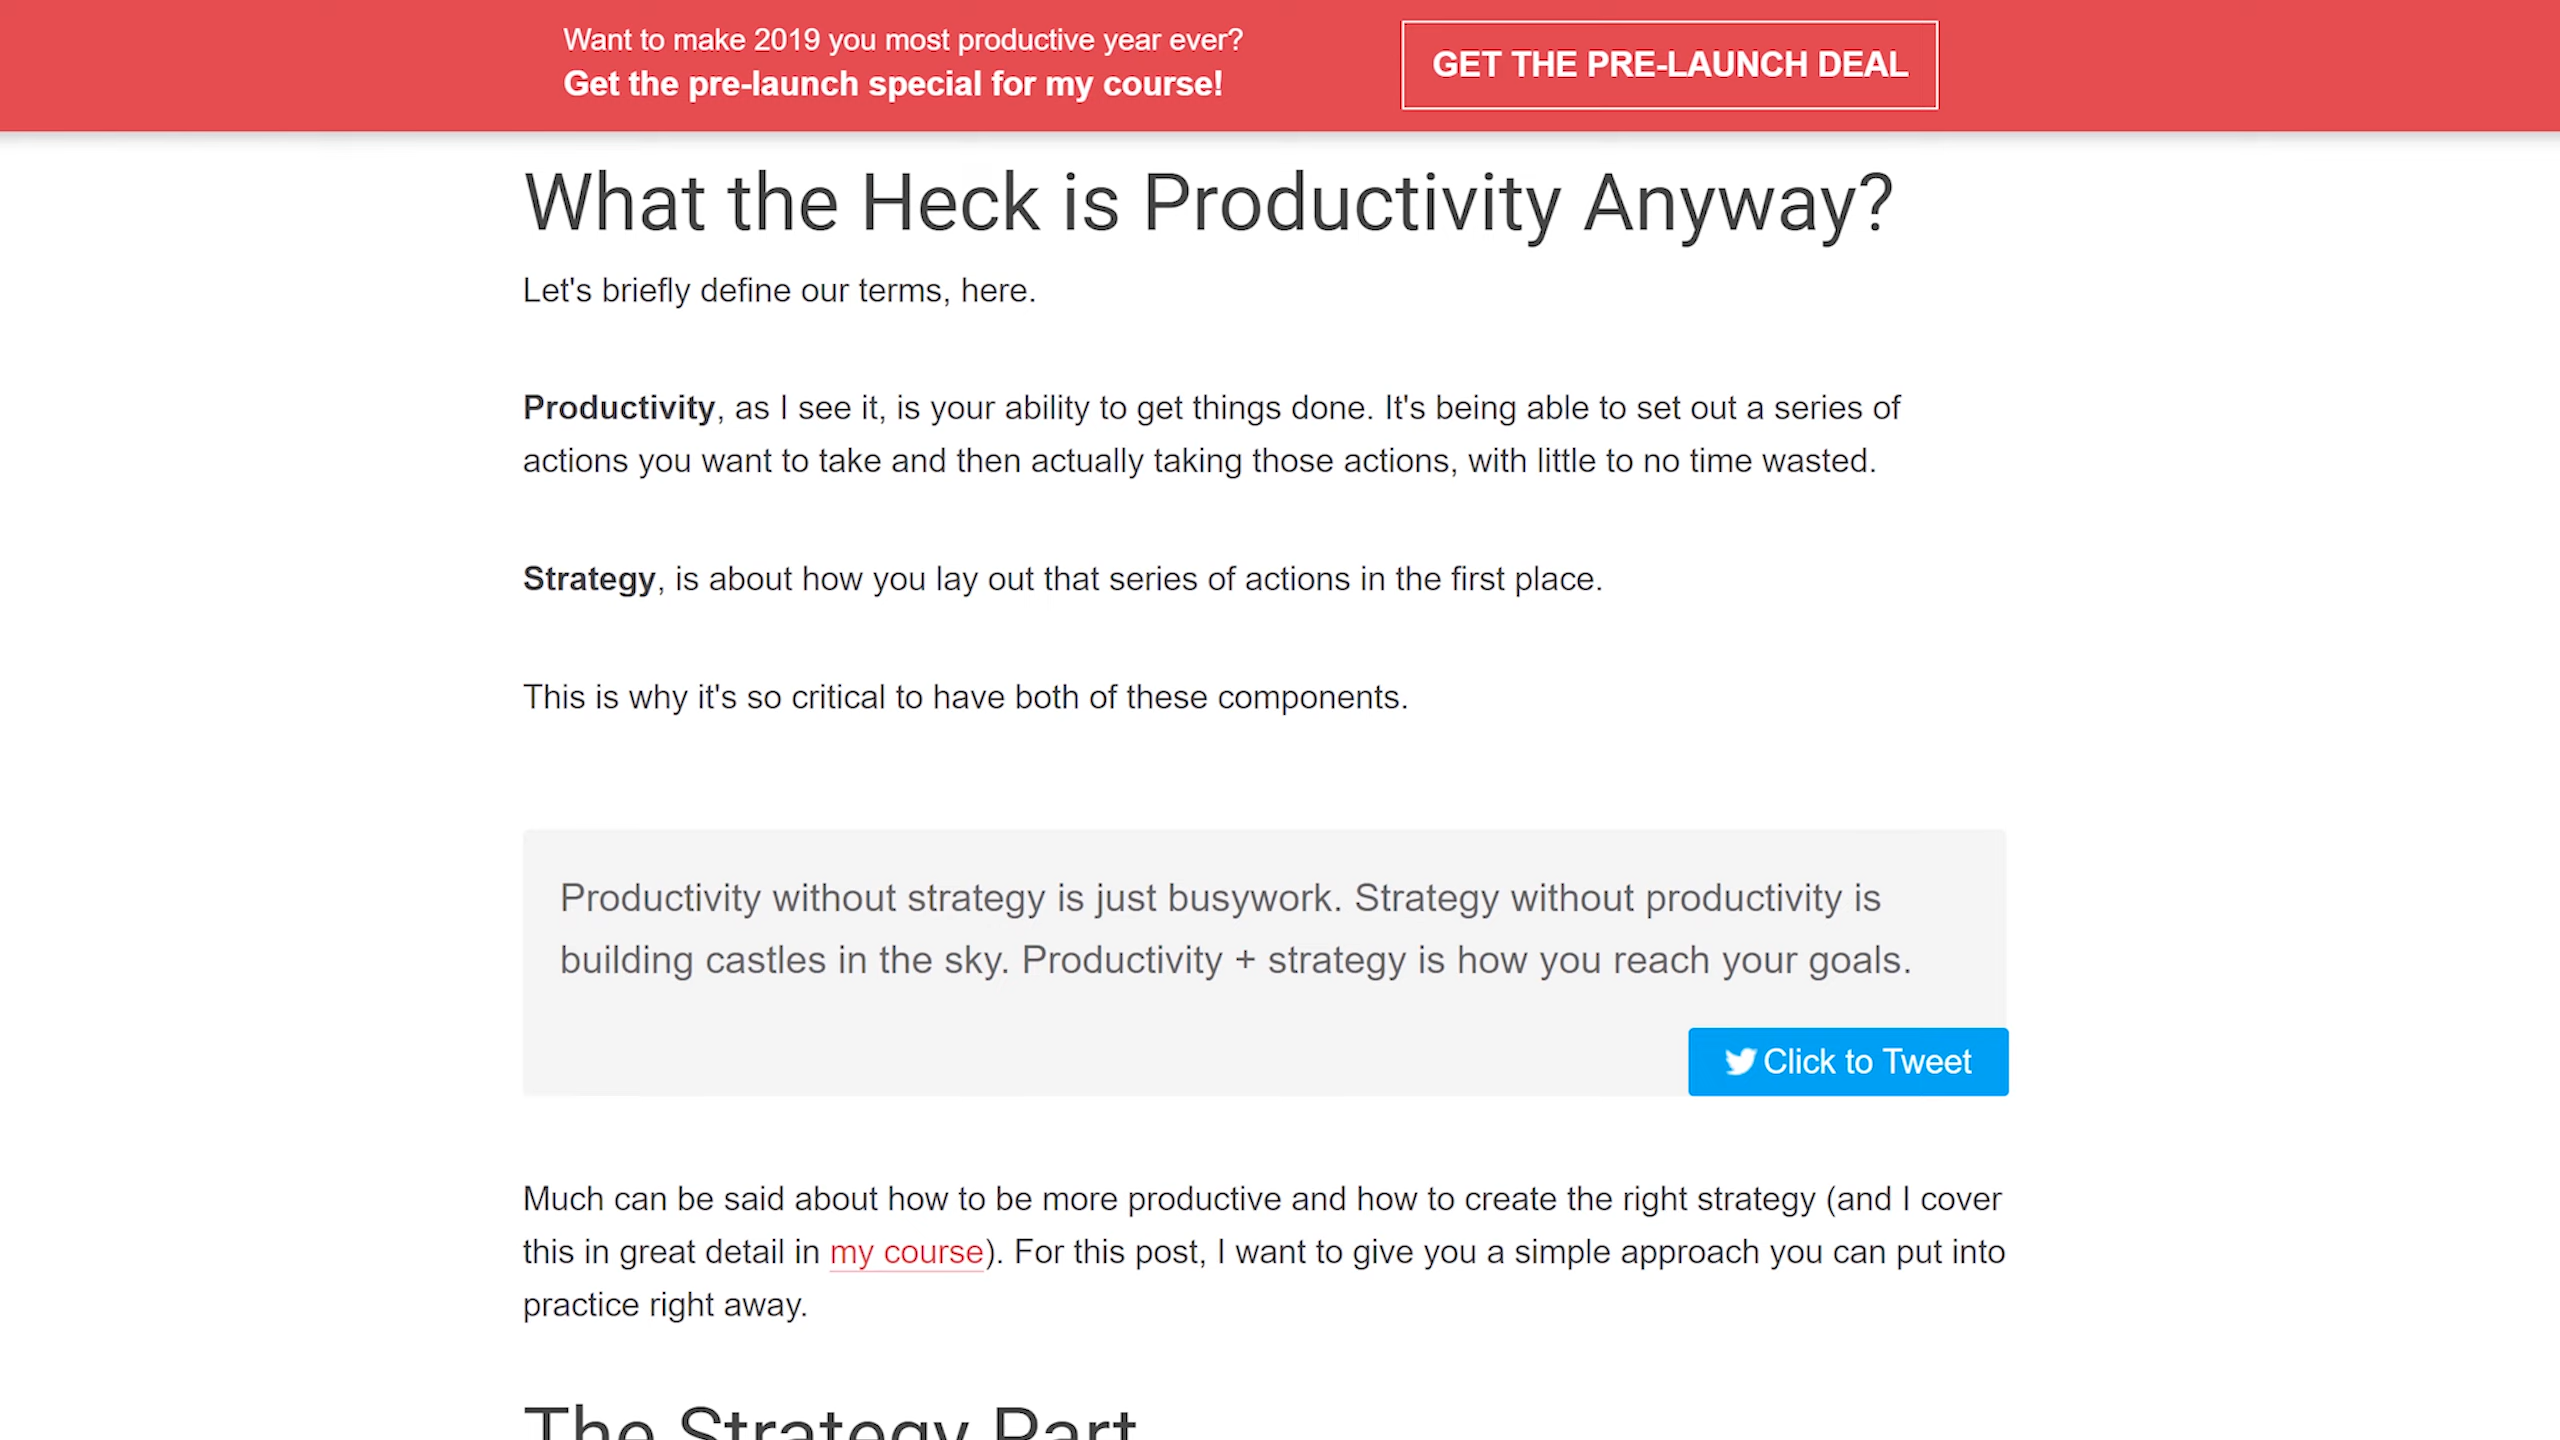 Want to make 2019 you most productive year ever?
Get the pre-launch special for my course!
GET THE PRE-LAUNCH DEAL
What the Heck is Productivity Anyway?
Let's briefly define our terms, here.
Productivity, as I see it, is your ability to get things done. It's being able to set out a series of
actions you want to take and then actually taking those actions, with little to no time wasted.
Strategy, is about how you lay out that series of actions in the first place.
This is why it's so critical to have both of these components.
Productivity without strategy is just busywork. Strategy without productivity is
building castles in the sky. Productivity + strategy is how you reach your goals.
Click to Tweet
Much can be said about how to be more productive and how to create the right strategy (and I cover
this in great detail in my course). For this post, I want to give you a simple approach you can put into
practice right away.
The Strategy Part